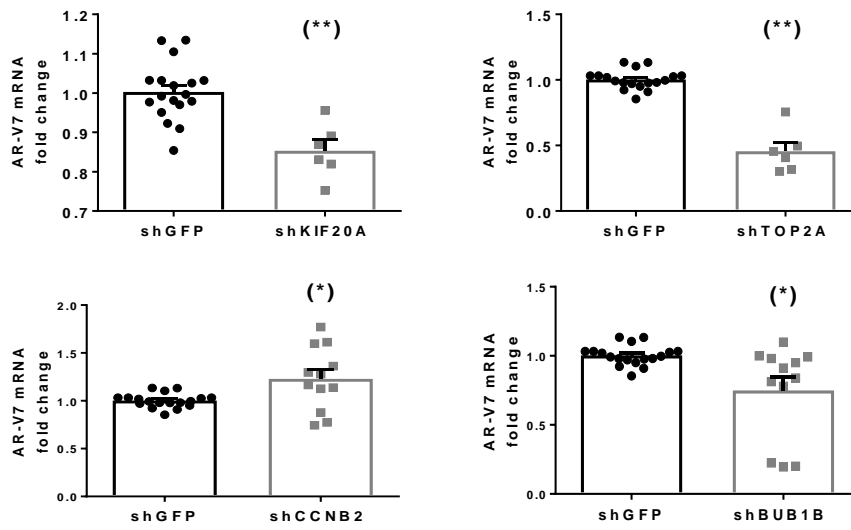 (**)
AR-V7 mRNA
fold change
1.2
1.1
1.0
0.9
0.8
0.7
shGFP shKIF20A
(**)
AR-V7 mRNA
fold change
1.5
1.0
0.5
0.0
shGFP shTOP2A
(*)
AR-V7 mRNA
fold change
2.0
1.5
1.0
0.5
0.0
shGFP shCCNB2
(*)
AR-V7 mRNA
fold change
1.5
1.0
0.5
0.0
shGFP shBUB1B